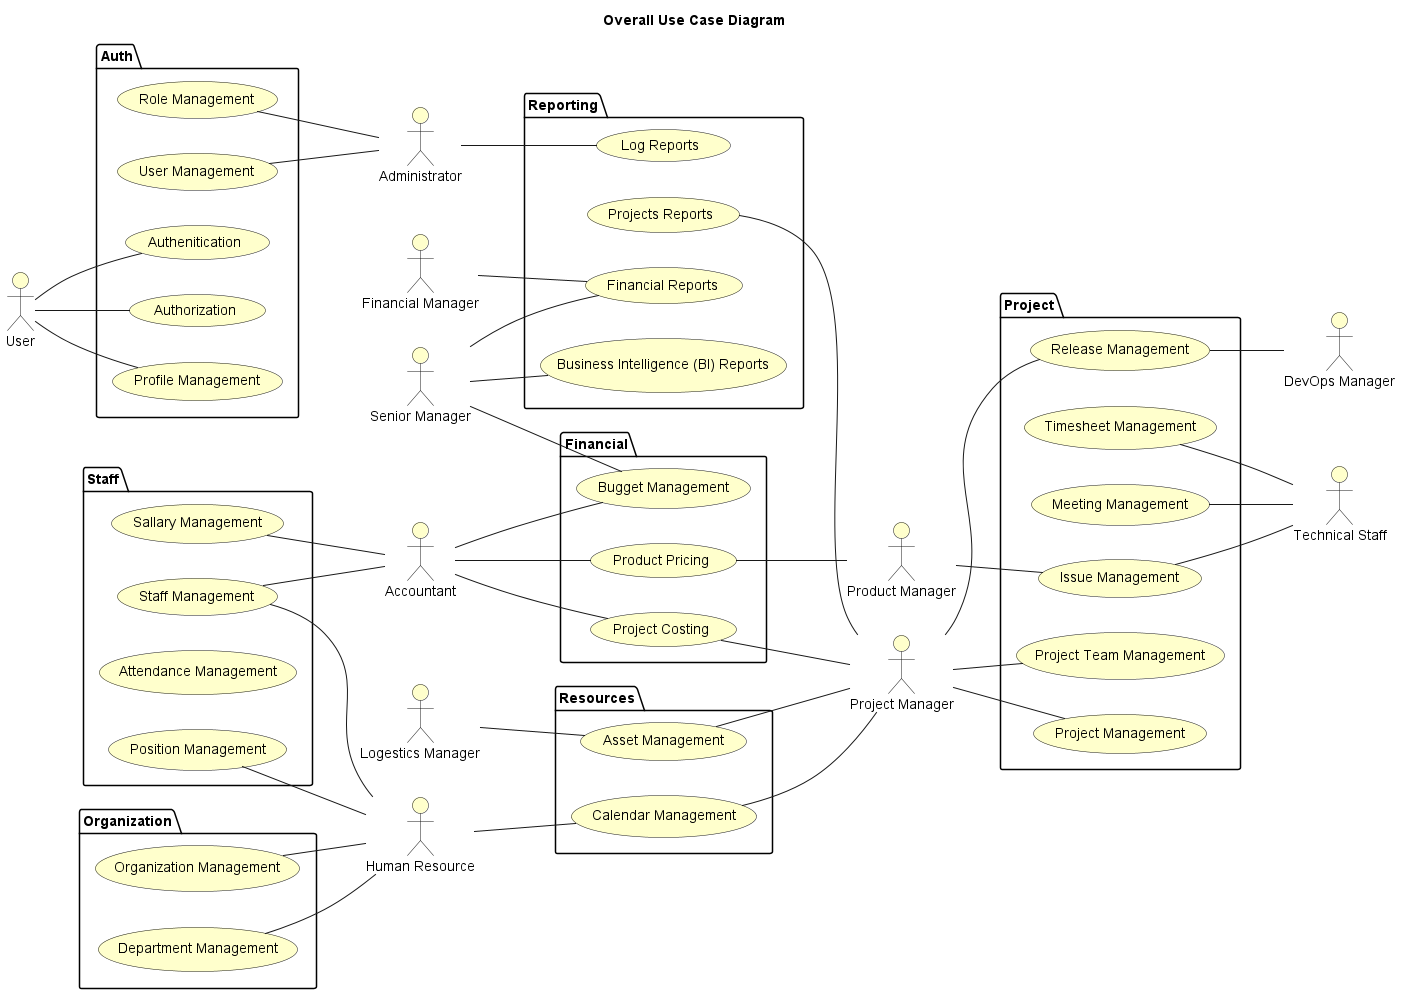 Overall Use Case Diagram
Auth
Role Management
User Management
Authenitication
Authorization
Profile Management
User
Administrator
Financial Manager
Senior Manager
Reporting
Log Reports
Projects Reports
Financial Reports
Business Intelligence (BI) Reports
Staff
Sallary Management
Staff Management
Attendance Management
Position Management
Accountant
Financial
Bugget Management
Product Pricing
Project Costing
Logestics Manager
Human Resource
Resources
Asset Management
Calendar Management
Organization
Organization Management
Department Management
Product Manager
Project Manager
Project
Release Management
Timesheet Management
Meeting Management
Issue Management
Project Team Management
Project Management
DevOps Manager
Technical Staff